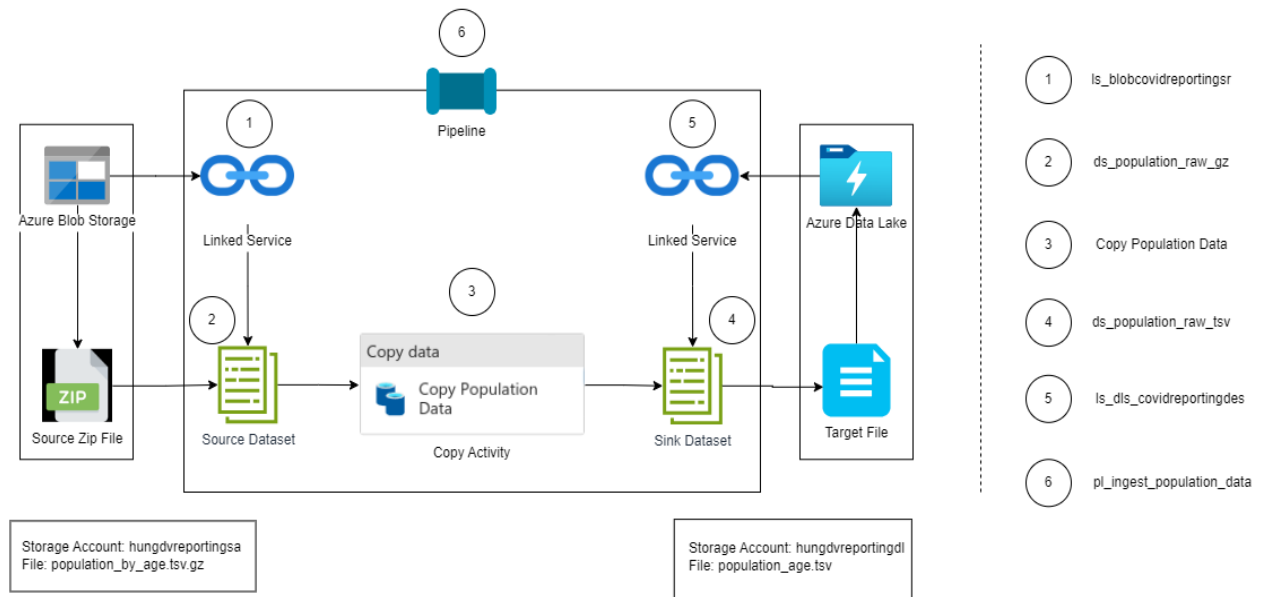 6
Pipeline
1
5
Azure Blob Storage
Linked Service
Linked Service
Azure Data Lake
2
3
4
ZIP
Source Zip File
Source Dataset
Copy data
Copy Population
Data
Copy Activity
Sink Dataset
Target File
Storage Account: hungdvreportingsa
File: population_by_age.tsv.gz
Storage Account: hungdvreportingdl
File: population_age.tsv
1 ls_blobcovidreportingsr
2 ds_population_raw_gz
3 Copy Population Data
4 ds_population_raw_tsv
5 ls_dls_covidreportingdes
6 pl_ingest_population_data